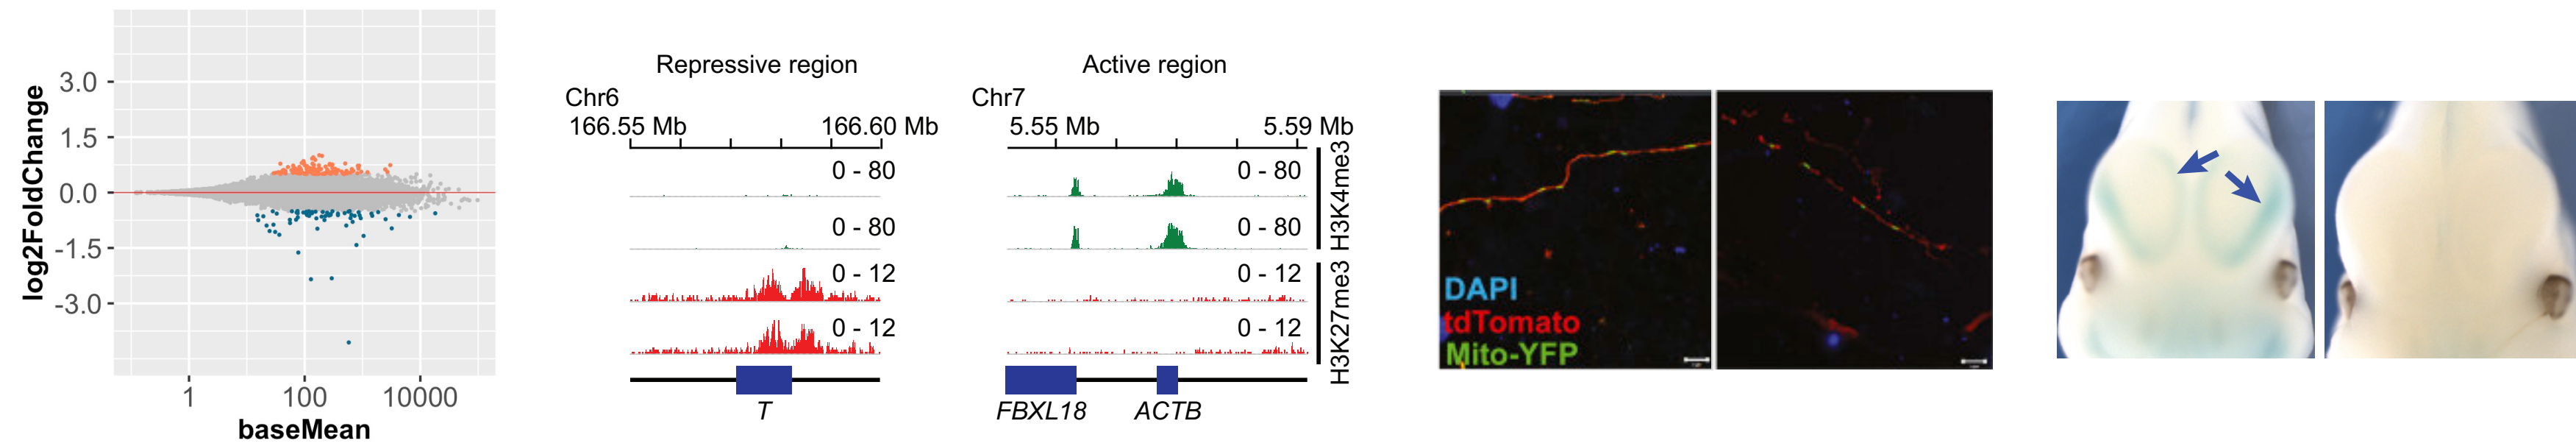 3.0
1.5
0.0
-1.5
-3.0
log2FoldChange
1
100
10000
baseMean
Repressive region
Chr6
166.55 Mb
166.60 Mb
0 - 80
0 - 80
0 - 12
0 - 12
T
Active region
Chr7
5.55 Mb
5.59 Mb
0 - 80
0 - 80
0 - 12
0 - 12
H3K4me3
H3K27me3
FBXL18
ACTB
DAPI
tdTomato
Mito-YFP